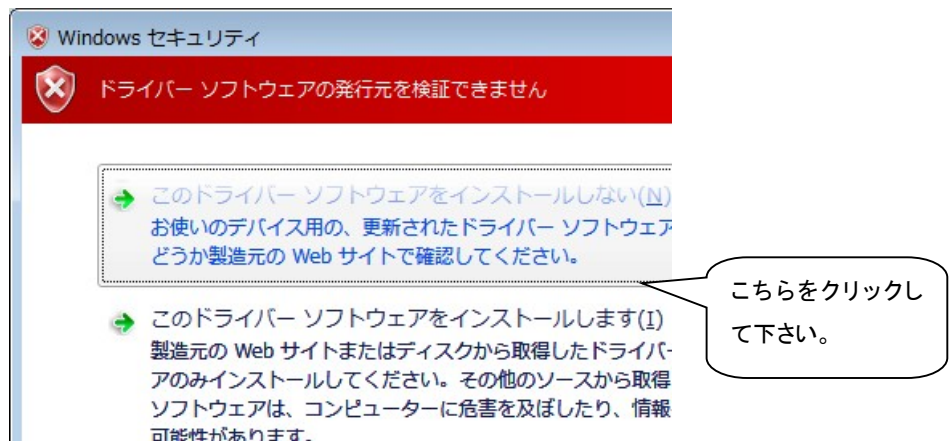 Windows セキュリティ
ドライバー ソフトウェアの発行元を検証できません
このドライバー ソフトウェアをインストールしない(N)
お使いのデバイス用の、更新されたドライバー ソフトウェア
どうか製造元の Web サイトで確認してください。
このドライバー ソフトウェアをインストールします(I)
製造元の Web サイトまたはディスクから取得したドライバー
アのみインストールしてください。その他のソースから取得
ソフトウェアは、コンピューターに危害を及ぼしたり、情報
可能性があります。
こちらをクリックし
て下さい。